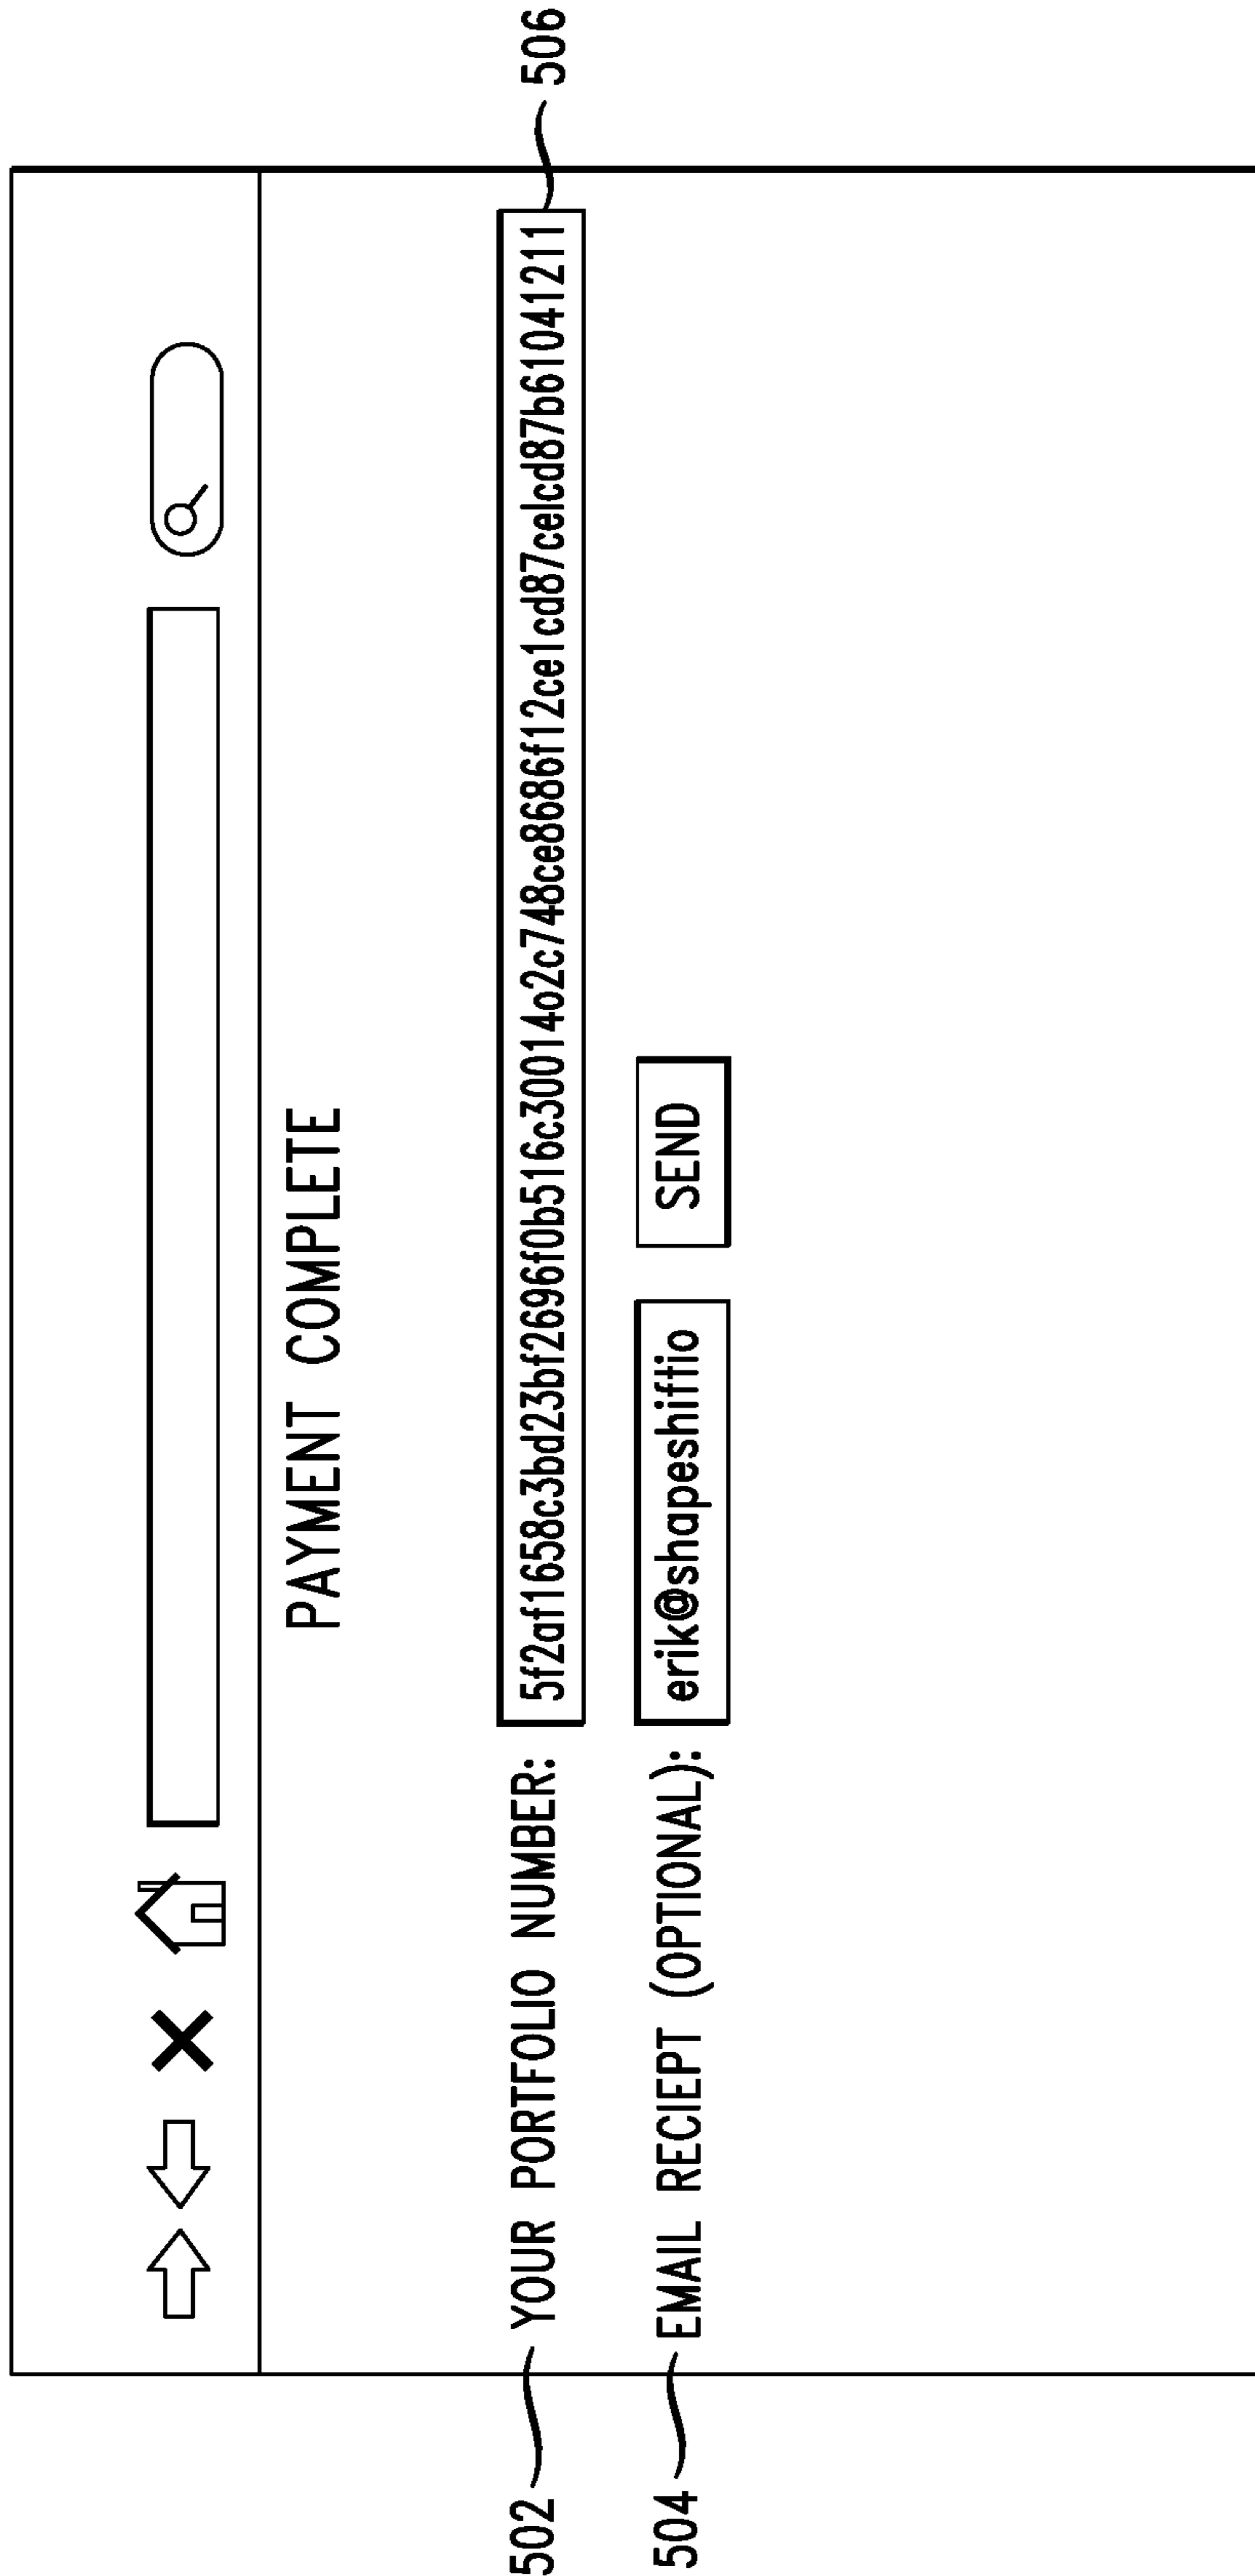 PAYMENT COMPLETE
502 YOUR PORTFOLIO NUMBER: 5f2af1658c3bd23bf2696f0b516c30014o2c748ce8686f12ce1cd87celcd87b61041211 506
504 EMAIL RECIEPT (OPTIONAL): erik@shapeshiftio SEND